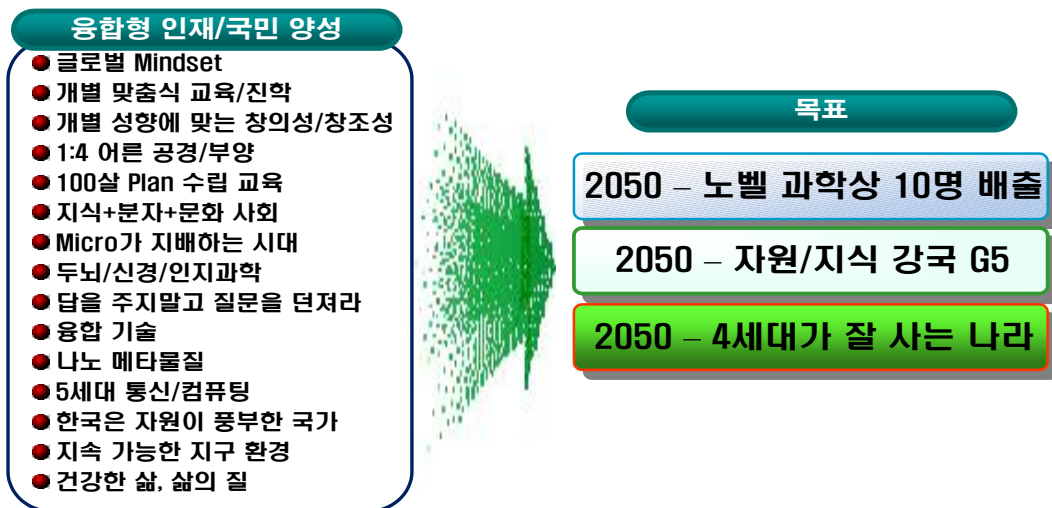 융합형 인재/국민 양성
글로벌 Mindset
개별 맞춤식 교육/진학
개별 성향에 맞는 창의성/창조성
1:4 어른 공경/부양
100살 Plan 수립 교육
지식+분자+문화 사회
Micro가 지배하는 시대
두뇌/신경/인지과학
답을 주지말고 질문을 던져라
융합 기술
나노 메타물질
5세대 통신/컴퓨팅
한국은 자원이 풍부한 국가
지속 가능한 지구 환경
건강한 삶, 삶의 질
목표
2050 – 노벨 과학상 10명 배출
2050 – 자원/지식 강국 G5
2050 – 4세대가 잘 사는 나라